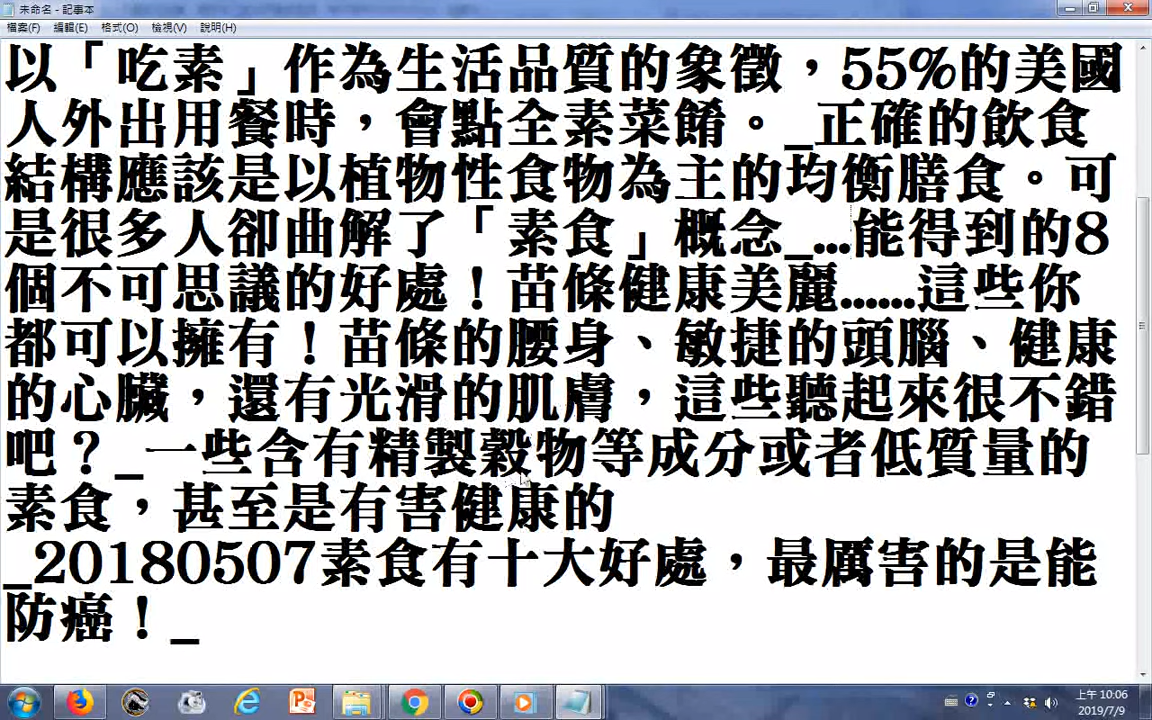 未命名 - 記事本
檔案(F) 編輯(E) 格式(O) 檢視(V) 說明(H)
以「吃素」作為生活品質的象徵，55%的美國
人外出用餐時，會點全素菜餚。_正確的飲食
結構應該是以植物性食物為主的均衡膳食。可
是很多人卻曲解了「素食」概念_...能得到的8
個不可思議的好處！苗條健康美麗......這些你
都可以擁有！苗條的腰身、敏捷的頭腦、健康
的心臟，還有光滑的肌膚，這些聽起來很不錯
吧？_一些含有精製穀物等成分或者低質量的
素食，甚至是有害健康的
_20180507素食有十大好處，最厲害的是能
防癌！_
上午 10:06
2019/7/9